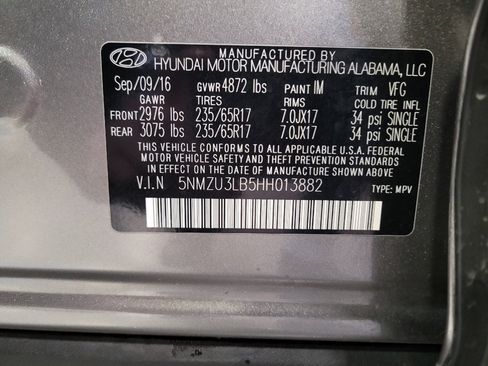 MANUFACTURED BY
HYUNDAI MOTOR MANUFACTURING ALABAMA, LLC
Sep/09/16 GVWR 4872 lbs PAINT IM TRIM VFG
GAWR TIRES RIMS COLD TIRE INFL
FRONT 2976 lbs 235/65R17 7.0JX17 34 psi SINGLE
REAR 3075 lbs 235/65R17 7.0JX17 34 psi SINGLE
THIS VEHICLE CONFORMS TO ALL APPLICABLE U.S.A. FEDERAL
MOTOR VEHICLE SAFETY AND THEFT PREVENTION STANDARDS
IN EFFECT ON THE DATE OF MANUFACTURE SHOWN ABOVE.
V.I.N 5NMZU3LB5HH013882 TYPE: MPV